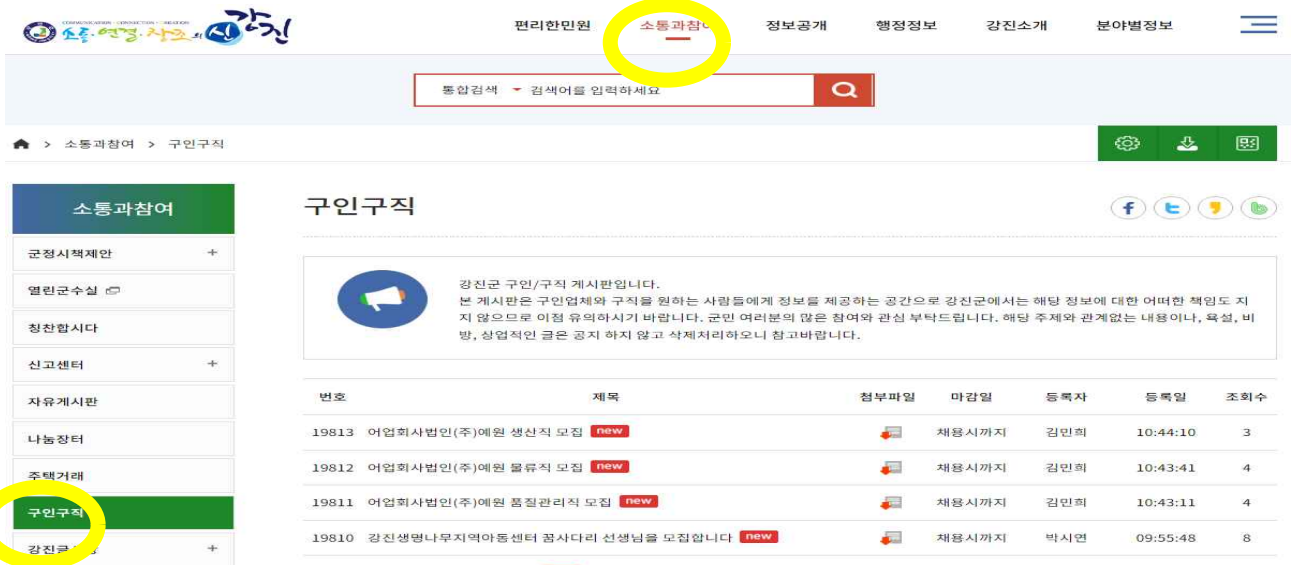 소통·연결·창조의 신 강진
편리한민원 소통과참여 정보공개 행정정보 강진소개 분야별정보
통합검색 검색어를 입력하세요
> 소통과참여 > 구인구직
소통과참여
구인구직
군정시책제안 +
열린군수실
칭찬합시다
신고센터 +
자유게시판
나눔장터
주택거래
구인구직
+
강진군 구인/구직 게시판입니다.
본 게시판은 구인업체와 구직을 원하는 사람들에게 정보를 제공하는 공간으로 강진군에서는 해당 정보에 대한 어떠한 책임도 지
지 않으므로 이점 유의하시기 바랍니다. 군민 여러분의 많은 참여와 관심 부탁드립니다. 해당 주제와 관계없는 내용이나, 욕설, 비
방, 상업적인 글은 공지 하지 않고 삭제처리하오니 참고바랍니다.
번호 제목 첨부파일 마감일 등록자 등록일 조회수
19813 어업회사법인(주)예원 생산직 모집 new 채용시까지 김민희 10:44:10 3
19812 어업회사법인(주)예원 물류직 모집 new 채용시까지 김민희 10:43:41 4
19811 어업회사법인(주)예원 품질관리직 모집 new 채용시까지 김민희 10:43:11 4
19810 강진생명나무지역아동센터 꿈사다리 선생님을 모집합니다 new 채용시까지 박시연 09:55:48 8